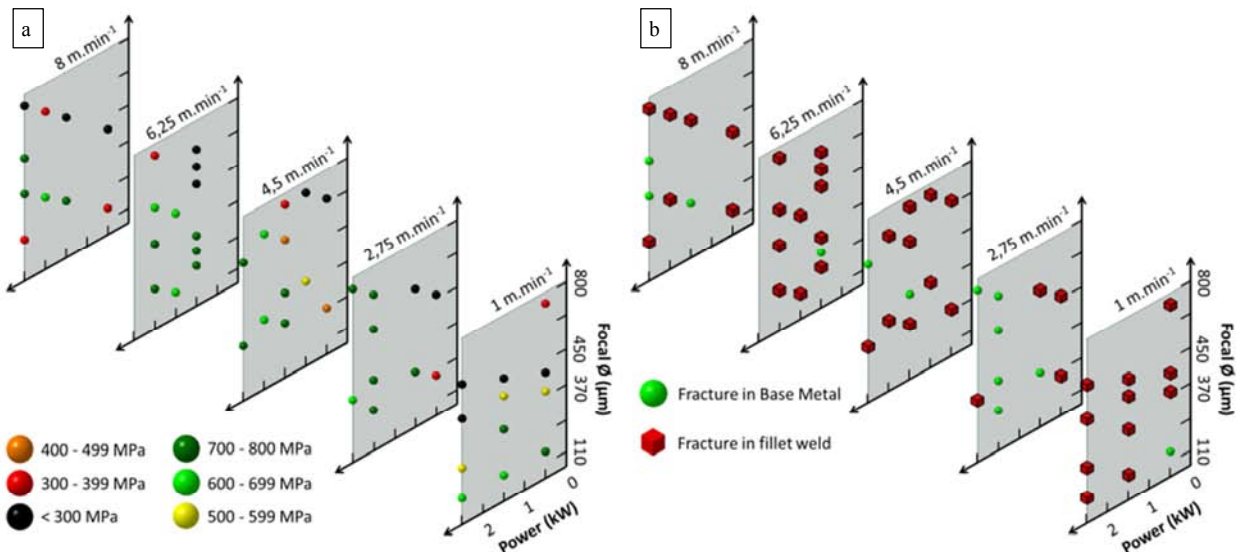 a
8 m.min⁻¹
6,25 m.min⁻¹
4,5 m.min⁻¹
2,75 m.min⁻¹
1 m.min⁻¹
800
450
370
110
Focal Ø (µm)
0
1
2
Power (kW)
400 - 499 MPa
300 - 399 MPa
< 300 MPa
700 - 800 MPa
600 - 699 MPa
500 - 599 MPa
b
8 m.min⁻¹
6,25 m.min⁻¹
4,5 m.min⁻¹
2,75 m.min⁻¹
1 m.min⁻¹
800
450
370
110
Focal Ø (µm)
0
1
2
Power (kW)
Fracture in Base Metal
Fracture in fillet weld